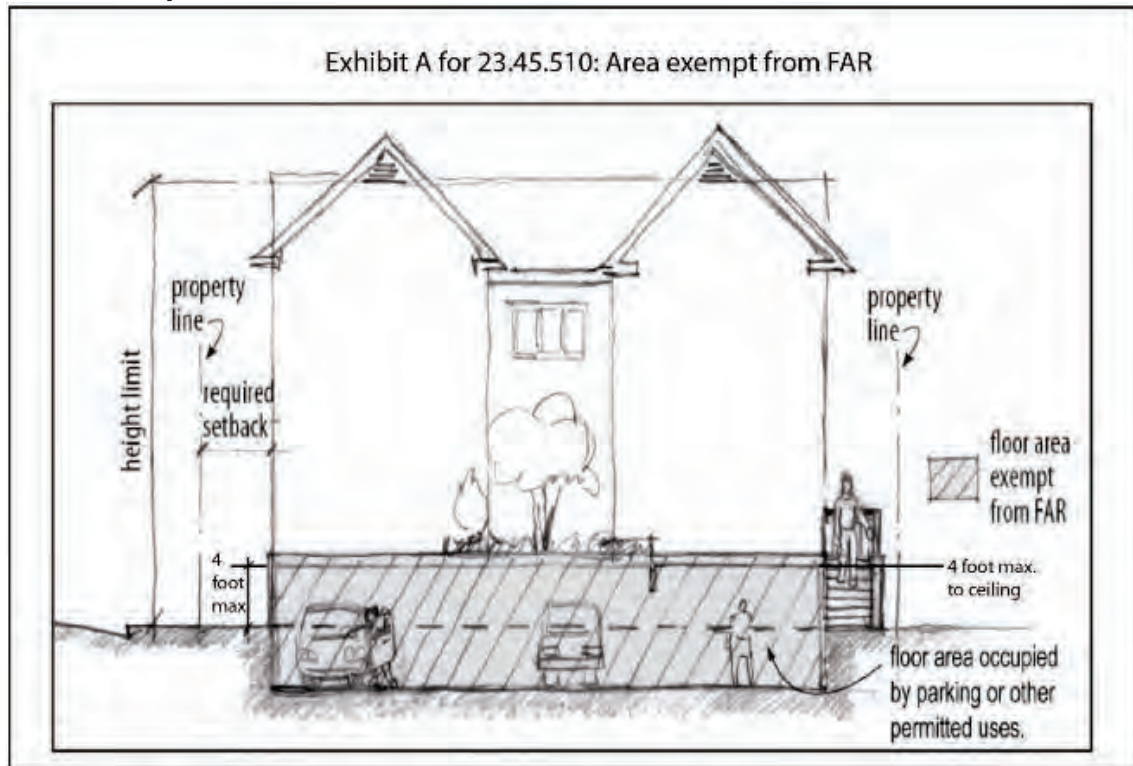 Exhibit A for 23.45.510: Area exempt from FAR
height limit
property
line
required
setback
property
line
floor area
exempt
from FAR
4
foot
max
4 foot max.
to ceiling
floor area occupied
by parking or other
permitted uses.